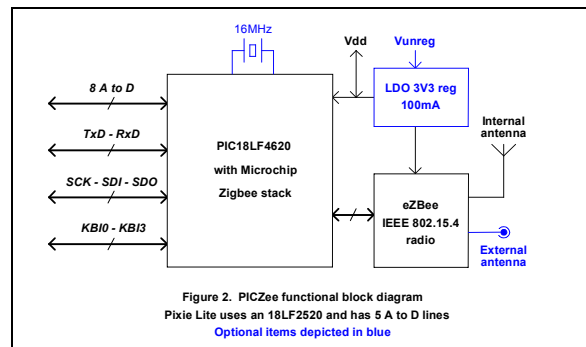 16MHz
Vdd
Vunreg
8 A to D
TxD - RxD
SCK - SDI - SDO
KBI0 - KBI3
PIC18LF4620
with Microchip
Zigbee stack
LDO 3V3 reg
100mA
Internal
antenna
eZBee
IEEE 802.15.4
radio
External
antenna
Figure 2. PICZee functional block diagram
Pixie Lite uses an 18LF2520 and has 5 A to D lines
Optional items depicted in blue